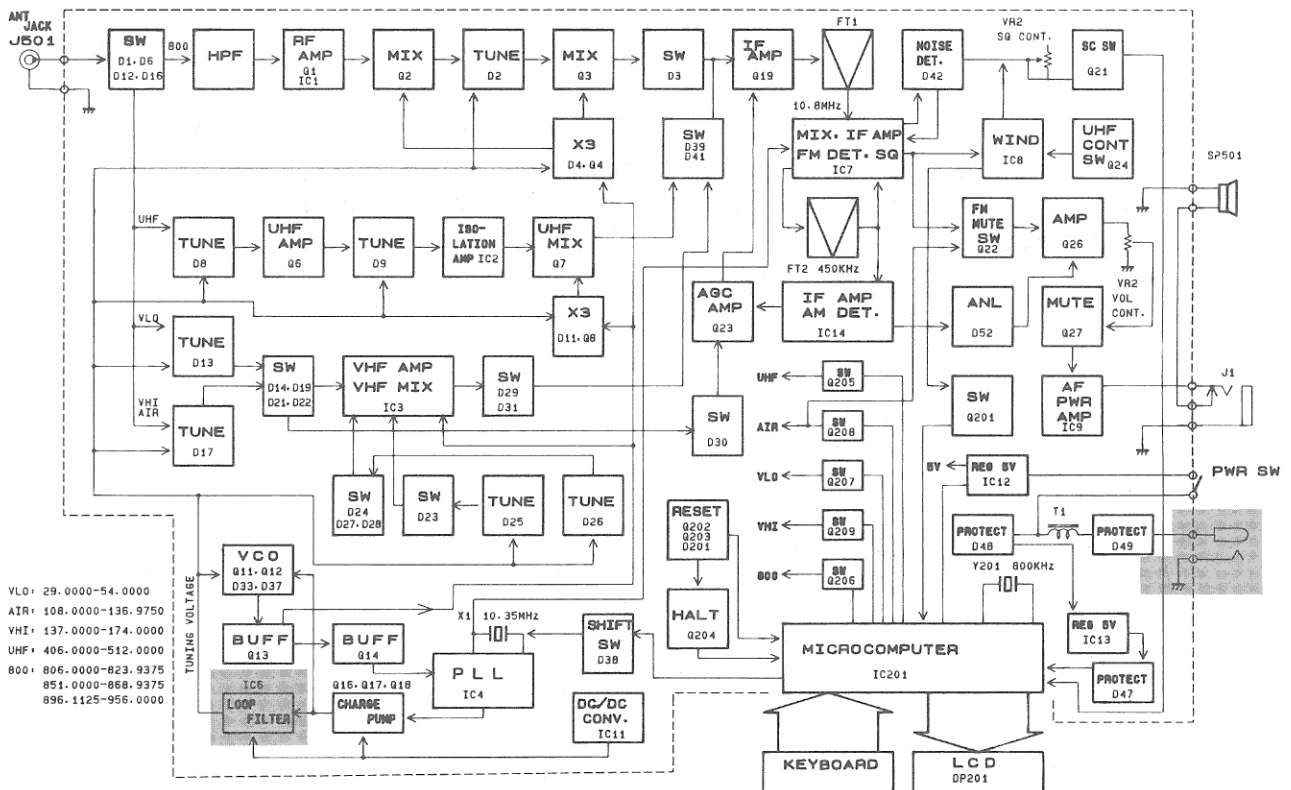 ANT
JACK
J501
SW
D1·D6
D12·D16
800
HPF
RF
AMP
Q1
IC1
MIX
Q2
TUNE
D2
MIX
Q3
SW
D3
IF
AMP
Q19
FT1
NOISE
DET.
D42
VR2
SQ CONT.
SC SW
Q21
10.8MHz
X3
D4·Q4
SW
D39
D41
MIX. IF AMP
FM DET. SQ
IC7
WIND
IC8
UHF
CONT
SW Q24
SP501
UHF
TUNE
D8
UHF
AMP
Q6
TUNE
D9
ISO-
LATION
AMP IC2
UHF
MIX
Q7
FT2 450KHz
FM
MUTE
SW
Q22
AMP
Q26
VR2
VOL
CONT.
X3
D11·Q8
AGC
AMP
Q23
IF AMP
AM DET.
IC14
ANL
D52
MUTE
Q27
VLO
TUNE
D13
VHI
AIR
TUNE
D17
SW
D14·D19
D21·D22
VHF AMP
VHF MIX
IC3
SW
D29
D31
SW
D30
UHF
SW
Q205
AIR
SW
Q208
SW
Q201
AF
PWR
AMP
IC9
J1
SW
D24
D27·D28
SW
D23
TUNE
D25
TUNE
D26
VLO
SW
Q207
5V
REG 5V
IC12
PWR SW
RESET
Q202
Q203
D201
VHI
SW
Q209
PROTECT
D48
T1
PROTECT
D49
VCO
Q11·Q12
D33·D37
808
SW
Q206
Y201 800KHz
HALT
Q204
VLO: 29.0000-54.0000
AIR: 108.0000-136.9750
VHI: 137.0000-174.0000
UHF: 406.0000-512.0000
800: 806.0000-823.9375
851.0000-868.9375
896.1125-956.0000
TUNING VOLTAGE
BUFF
Q13
BUFF
Q14
X1
10.35MHz
SHIFT
SW
D38
MICROCOMPUTER
IC201
REG 5V
IC13
PROTECT
D47
PLL
IC4
IC6
LOOP
FILTER
Q16·Q17·Q18
CHARGE
PUMP
DC/DC
CONV.
IC11
KEYBOARD
LCD
DP201